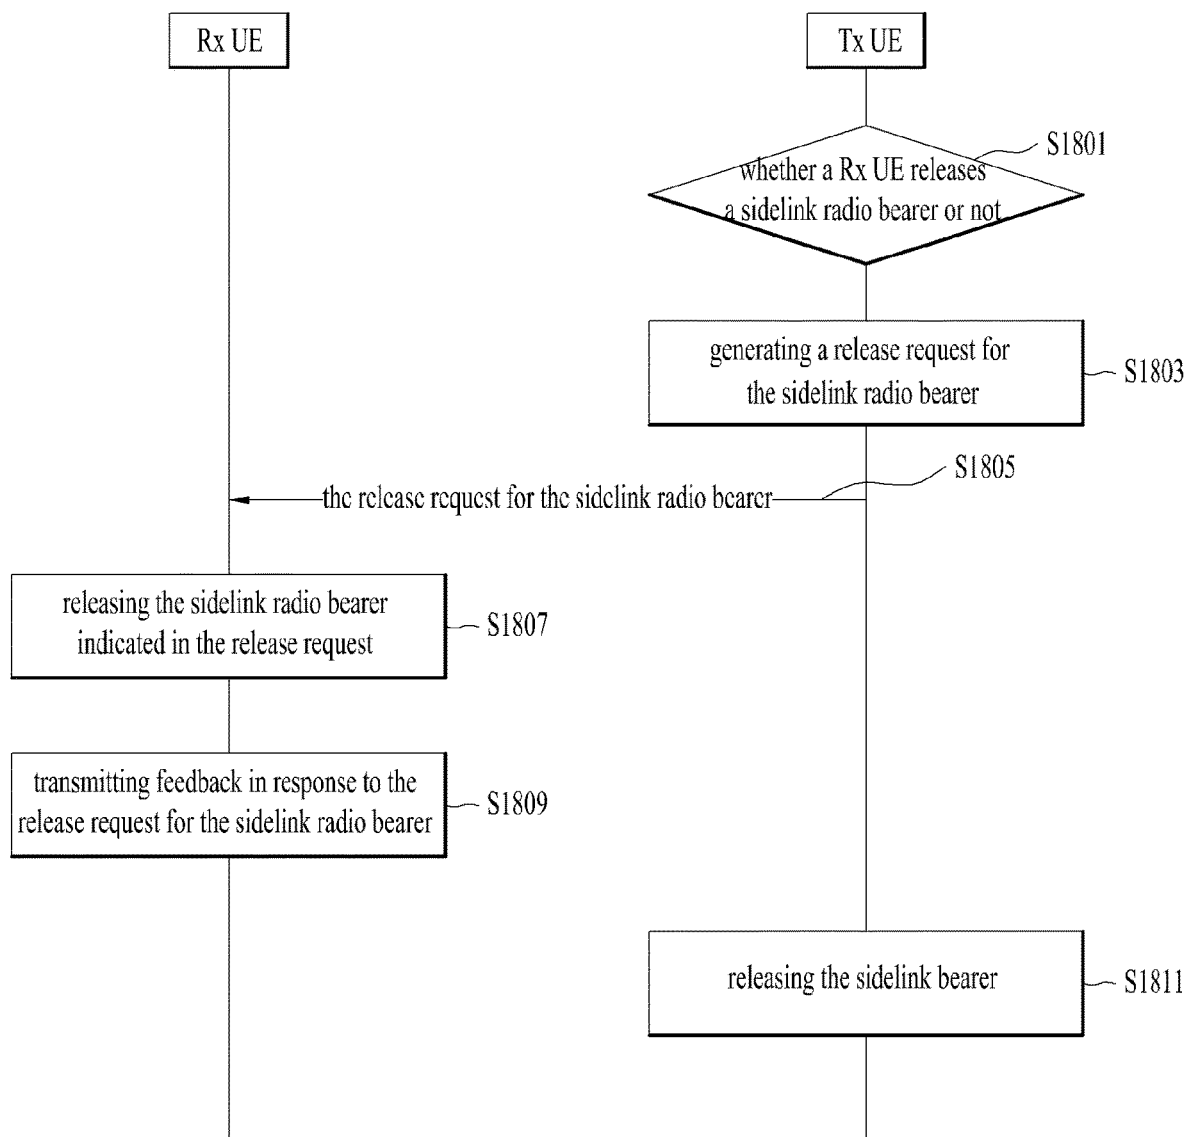 Rx UE
Tx UE
S1801
whether a Rx UE releases
a sidelink radio bearer or not
generating a release request for
the sidelink radio bearer
S1803
S1805
the release request for the sidelink radio bearer
releasing the sidelink radio bearer
indicated in the release request
S1807
transmitting feedback in response to the
release request for the sidelink radio bearer
S1809
releasing the sidelink bearer
S1811